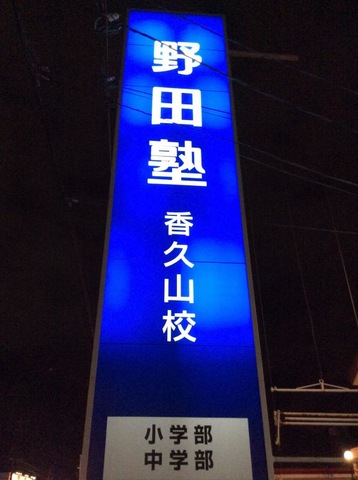 野田塾
香久山校
小学部
中学部